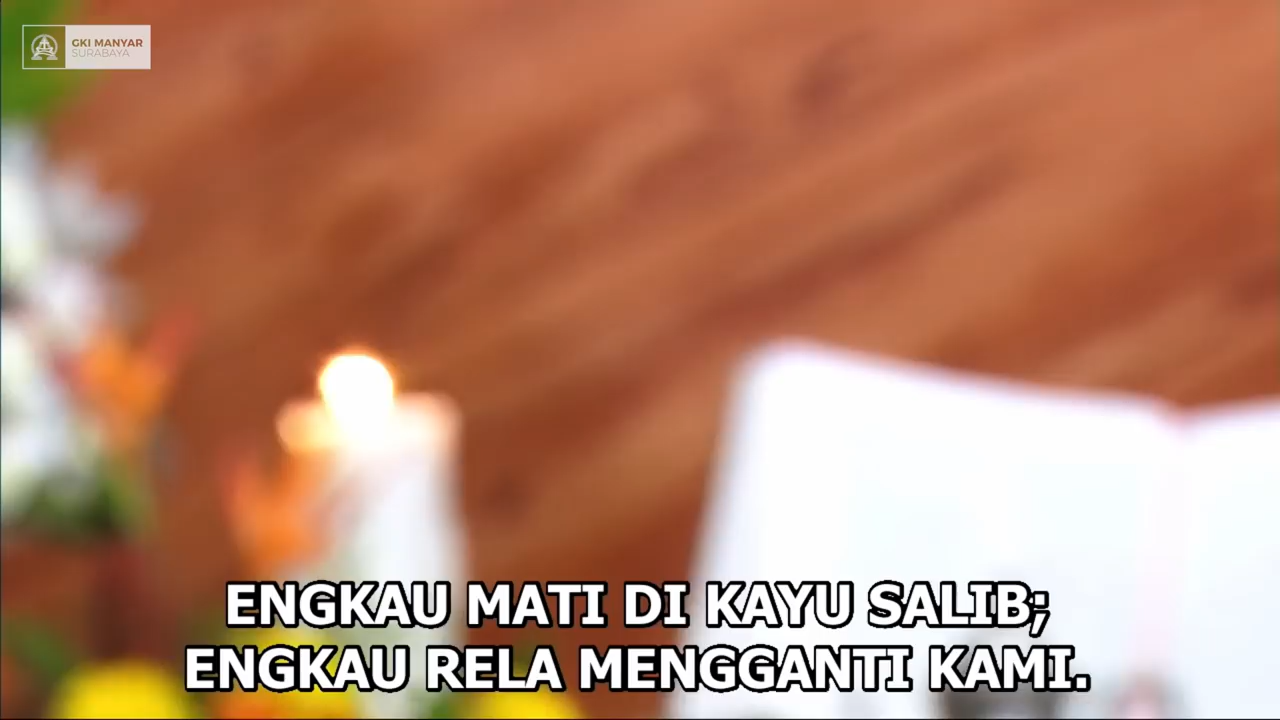 GKI MANYAR
SURABAYA
ENGKAU MATI DI KAYU SALIB;
ENGKAU RELA MENGGANTI KAMI.